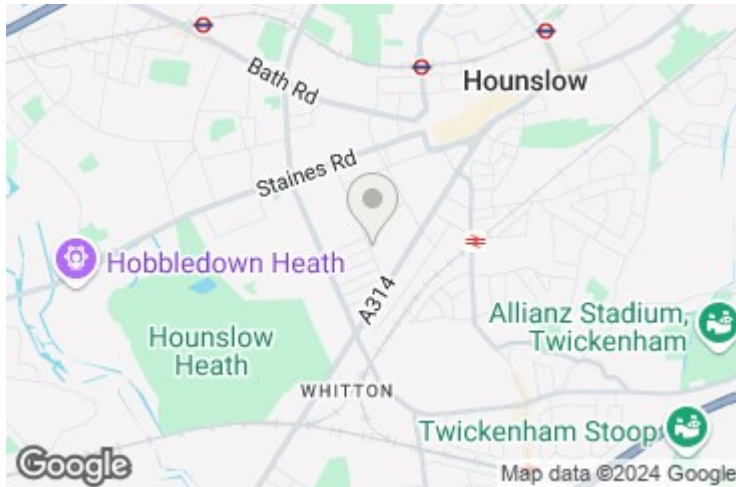 Bath Rd
Hounslow
Staines Rd
Hobbledown Heath
A314
Hounslow
Heath
Allianz Stadium,
Twickenham
WHITTON
Twickenham Stoop
Google
Map data ©2024 Google